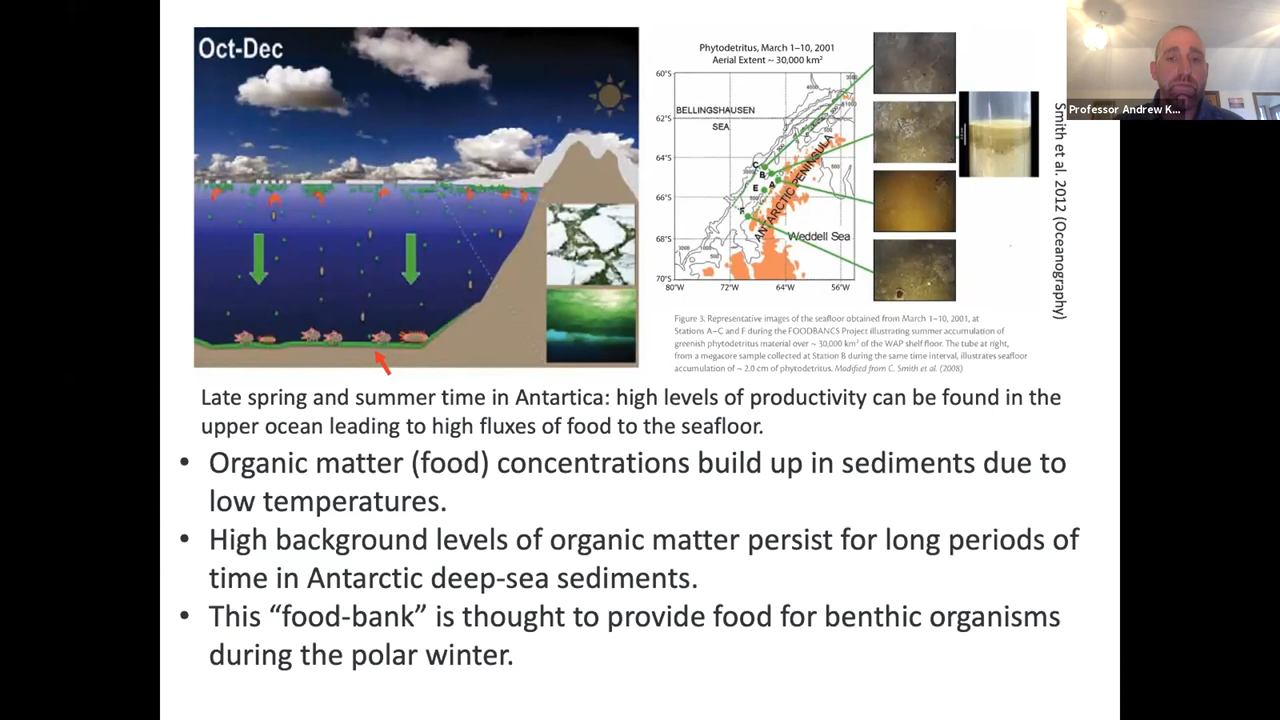 Oct-Dec
Phytodetritus, March 1–10, 2001
Aerial Extent ~ 30,000 km²
60°S
62°S
64°S
66°S
68°S
70°S
80°W
72°W
64°W
56°W
BELLINGSHAUSEN
SEA
ANTARCTIC PENINSULA
Weddell Sea
C
B
A
E
F
Figure 3. Representative images of the seafloor obtained from March 1–10, 2001, at
Stations A–C and F during the FOODBANCS Project illustrating summer accumulation of
greenish phytodetritus material over ~ 30,000 km² of the WAP shelf floor. The tube at right,
from a megacore sample collected at Station B during the same time interval, illustrates seafloor
accumulation of ~ 2.0 cm of phytodetritus. Modified from C. Smith et al. (2008)
Smith et al. 2012 (Oceanography)
Professor Andrew K...
Late spring and summer time in Antartica: high levels of productivity can be found in the
upper ocean leading to high fluxes of food to the seafloor.
• Organic matter (food) concentrations build up in sediments due to
low temperatures.
• High background levels of organic matter persist for long periods of
time in Antarctic deep-sea sediments.
• This “food-bank” is thought to provide food for benthic organisms
during the polar winter.